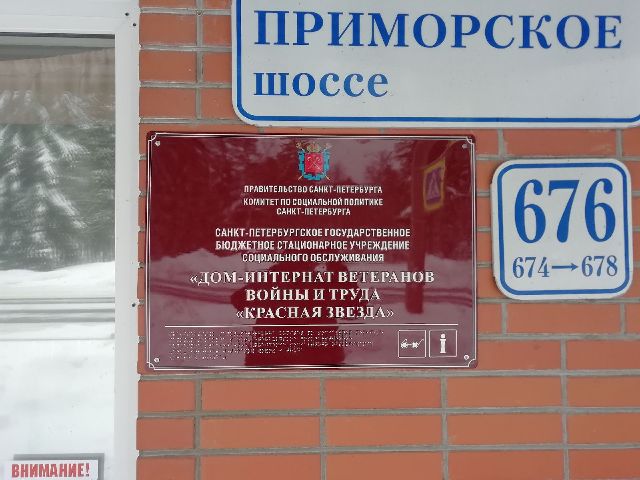 ПРИМОРСКОЕ
шоссе
ПРАВИТЕЛЬСТВО САНКТ-ПЕТЕРБУРГА
КОМИТЕТ ПО СОЦИАЛЬНОЙ ПОЛИТИКЕ
САНКТ-ПЕТЕРБУРГА
САНКТ-ПЕТЕРБУРГСКОЕ ГОСУДАРСТВЕННОЕ
БЮДЖЕТНОЕ СТАЦИОНАРНОЕ УЧРЕЖДЕНИЕ
СОЦИАЛЬНОГО ОБСЛУЖИВАНИЯ
«ДОМ-ИНТЕРНАТ ВЕТЕРАНОВ
ВОЙНЫ И ТРУДА
«КРАСНАЯ ЗВЕЗДА»
i
676
674→678
ВНИМАНИЕ!